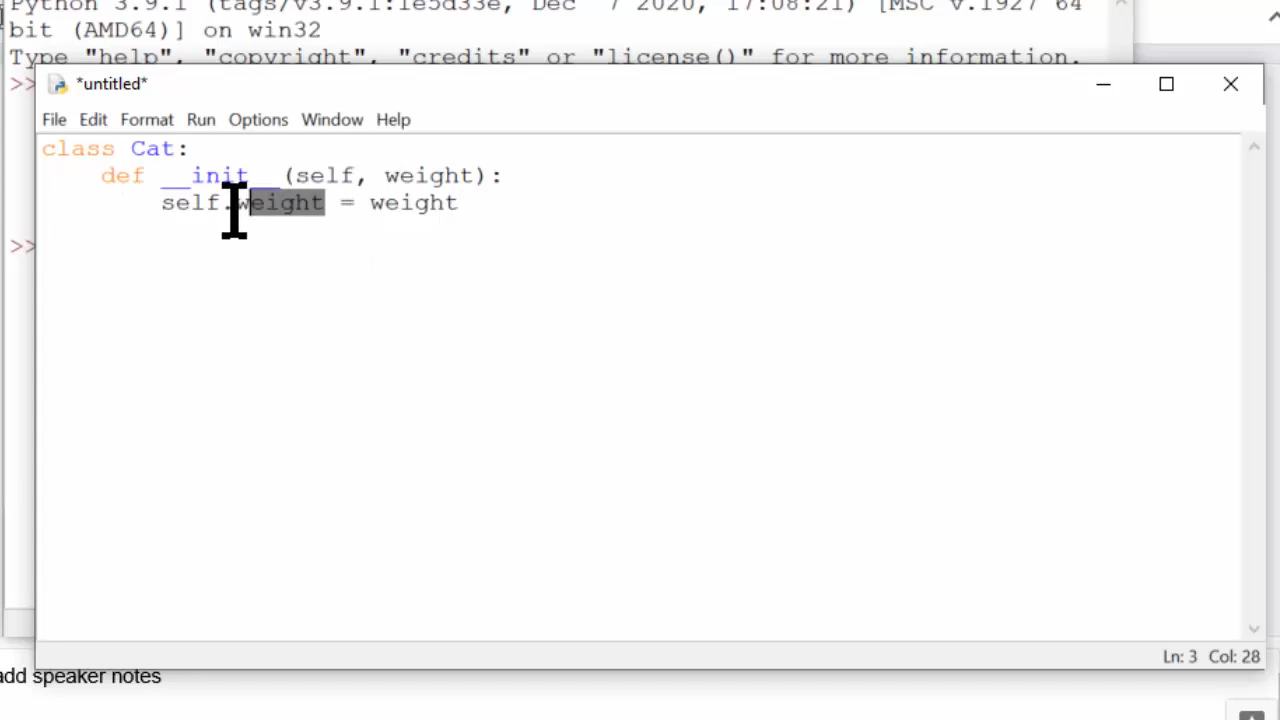 Python 3.9.1 (tags/v3.9.1:1e5d33e, Dec 7 2020, 17:08:21) [MSC v.1927 64
bit (AMD64)] on win32
Type "help", "copyright", "credits" or "license()" for more information.
>>
*untitled*
File Edit Format Run Options Window Help
class Cat:
def __init__(self, weight):
self.weight = weight
>>
Ln: 3 Col: 28
add speaker notes